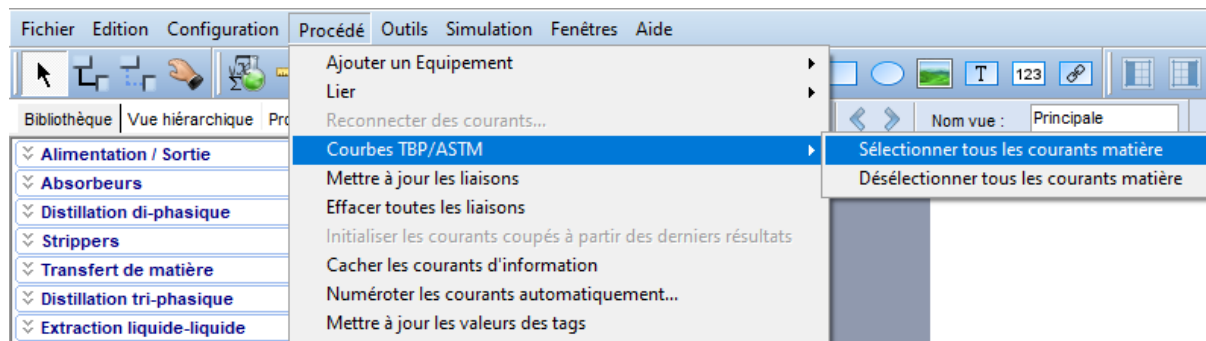 Fichier Edition Configuration Procédé Outils Simulation Fenêtres Aide
T 123
Bibliothèque Vue hiérarchique
Nom vue : Principale
Alimentation / Sortie
Absorbeurs
Distillation di-phasique
Strippers
Transfert de matière
Distillation tri-phasique
Extraction liquide-liquide
Ajouter un Equipement
Lier
Reconnecter des courants...
Courbes TBP/ASTM
Mettre à jour les liaisons
Effacer toutes les liaisons
Initialiser les courants coupés à partir des derniers résultats
Cacher les courants d'information
Numéroter les courants automatiquement...
Mettre à jour les valeurs des tags
Sélectionner tous les courants matière
Désélectionner tous les courants matière